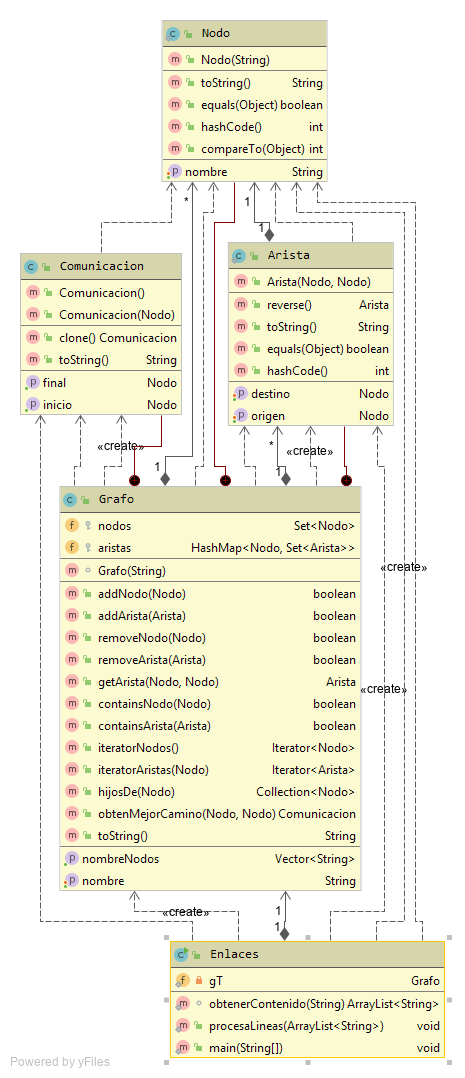 Nodo
Nodo(String)
toString() String
equals(Object) boolean
hashCode() int
compareTo(Object) int
nombre String
* 1
1
Comunicacion
Comunicacion()
Comunicacion(Nodo)
clone() Comunicacion
toString() String
final Nodo
inicio Nodo
Arista
Arista(Nodo, Nodo)
reverse() Arista
toString() String
equals(Object) boolean
hashCode() int
destino Nodo
origen Nodo
«create» * «create»
1 1
Grafo
nodos Set<Nodo>
aristas HashMap<Nodo, Set<Arista>>
Grafo(String)
addNodo(Nodo) boolean
addArista(Arista) boolean
removeNodo(Nodo) boolean
removeArista(Arista) boolean
getArista(Nodo, Nodo) Arista
containsNodo(Nodo) boolean
containsArista(Arista) boolean
iteratorNodos() Iterator<Nodo>
iteratorAristas(Nodo) Iterator<Arista>
hijosDe(Nodo) Collection<Nodo>
obtenMejorCamino(Nodo, Nodo) Comunicacion
toString() String
nombreNodos Vector<String>
nombre String
«create»
«create»
«create» 1
1
Enlaces
gT Grafo
obtenerContenido(String) ArrayList<String>
procesaLineas(ArrayList<String>) void
main(String[]) void
Powered by yFiles